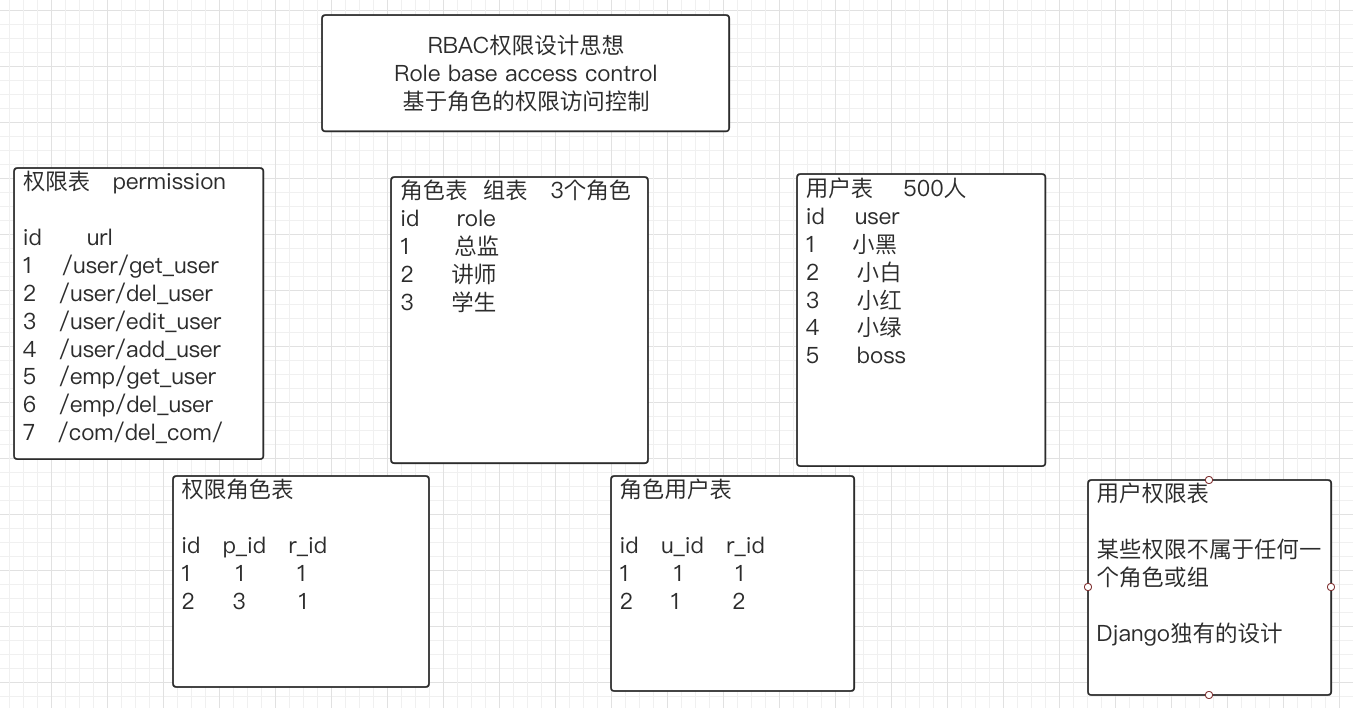 RBAC权限设计思想
Role base access control
基于角色的权限访问控制
权限表 permission
id url
1 /user/get_user
2 /user/del_user
3 /user/edit_user
4 /user/add_user
5 /emp/get_user
6 /emp/del_user
7 /com/del_com/
角色表 组表 3个角色
id role
1 总监
2 讲师
3 学生
用户表 500人
id user
1 小黑
2 小白
3 小红
4 小绿
5 boss
权限角色表
id p_id r_id
1 1 1
2 3 1
角色用户表
id u_id r_id
1 1 1
2 1 2
用户权限表
某些权限不属于任何一
个角色或组
Django独有的设计